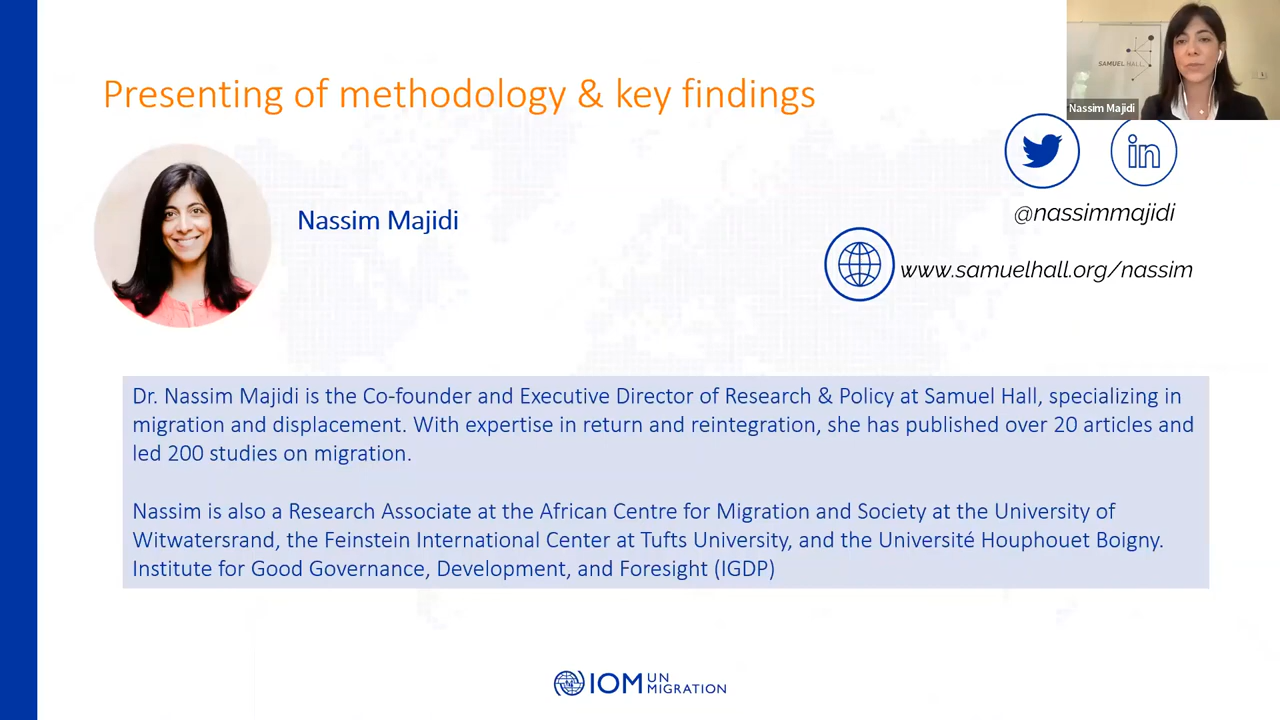 SAMUEL HALL
Nassim Majidi
Presenting of methodology & key findings
Nassim Majidi
in
@nassimmajidi
www.samuelhall.org/nassim
Dr. Nassim Majidi is the Co-founder and Executive Director of Research & Policy at Samuel Hall, specializing in
migration and displacement. With expertise in return and reintegration, she has published over 20 articles and
led 200 studies on migration.
Nassim is also a Research Associate at the African Centre for Migration and Society at the University of
Witwatersrand, the Feinstein International Center at Tufts University, and the Université Houphouet Boigny.
Institute for Good Governance, Development, and Foresight (IGDP)
IOM UN
MIGRATION